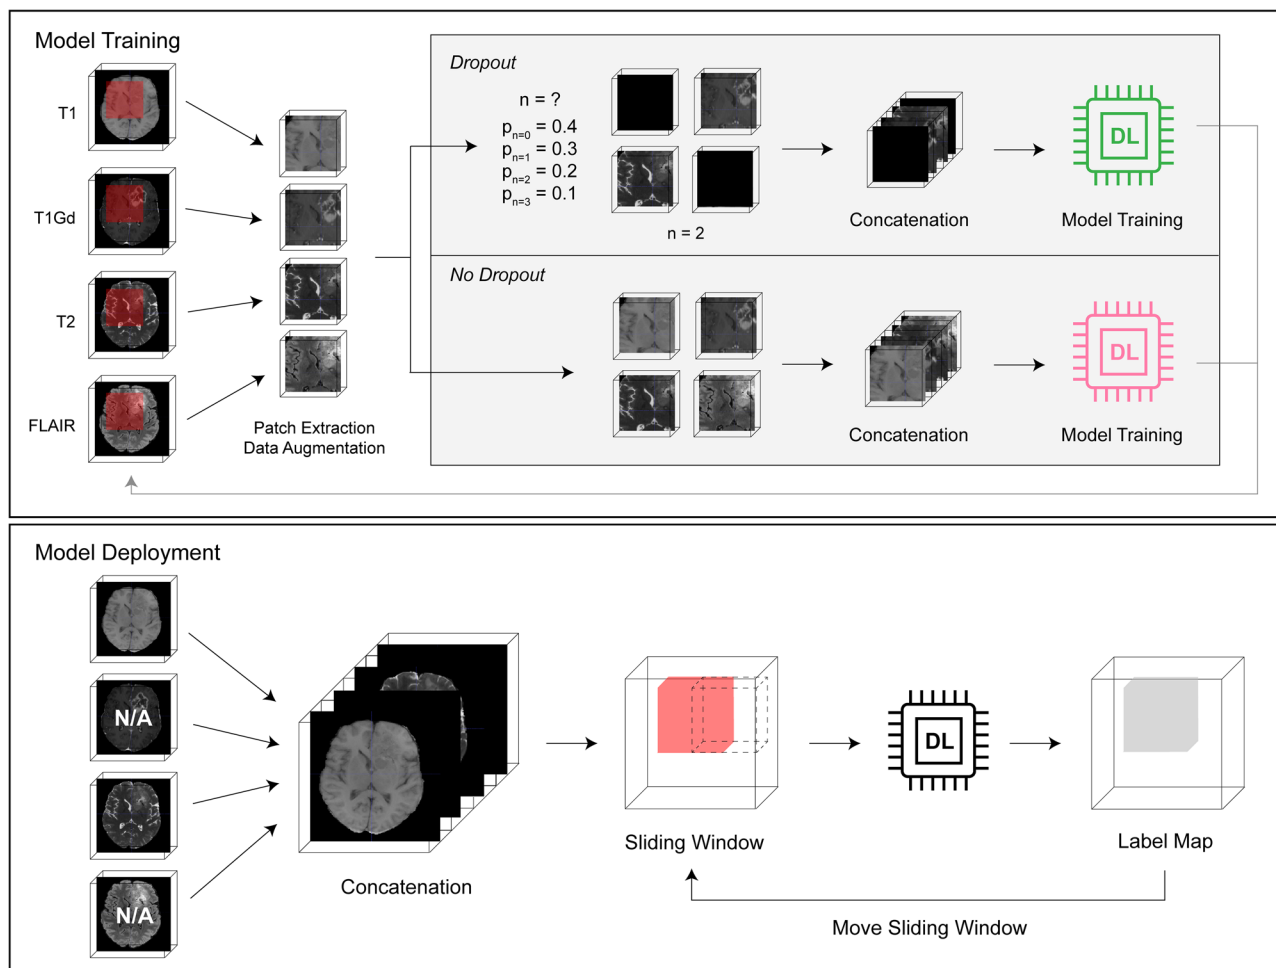 Model Training
T1
T1Gd
T2
FLAIR
Patch Extraction
Data Augmentation
Dropout
n = ?
pn=0 = 0.4
pn=1 = 0.3
pn=2 = 0.2
pn=3 = 0.1
n = 2
Concatenation
DL
Model Training
No Dropout
Concatenation
DL
Model Training
Model Deployment
N/A
N/A
Concatenation
Sliding Window
DL
Label Map
Move Sliding Window